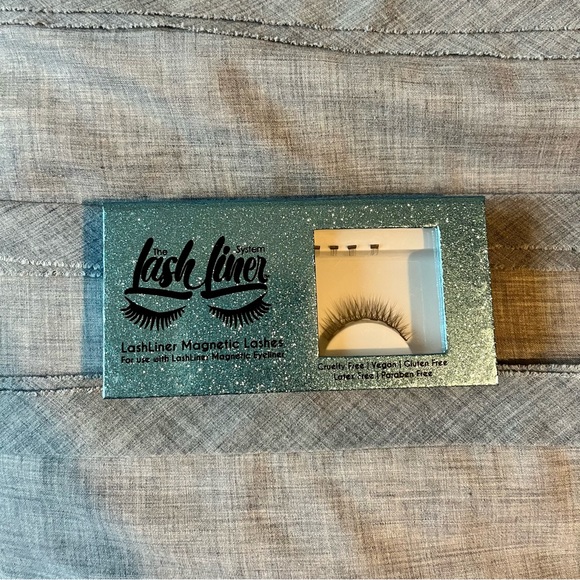 The
Lash Liner
System
LashLiner Magnetic Lashes
For use with LashLiner Magnetic Eyeliner
Cruelty Free | Vegan | Gluten Free
Latex Free | Paraben Free